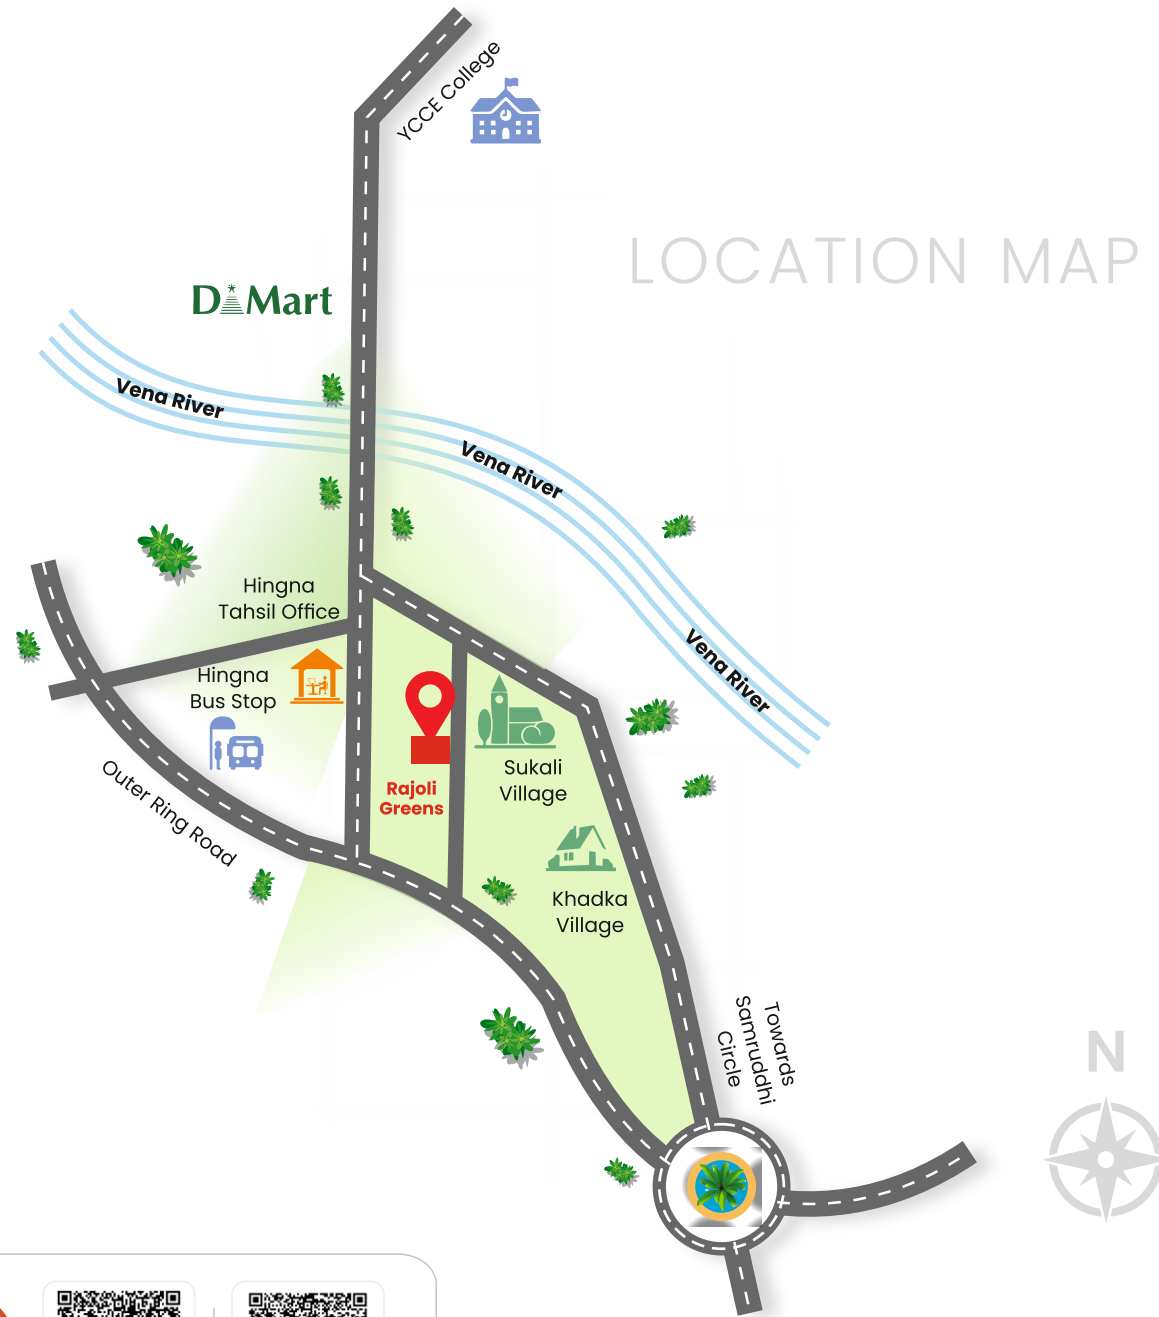 YCCE College
LOCATION MAP
D Mart
Vena River
Vena River
Hingna
Tahsil Office
Hingna
Bus Stop
Vena River
Outer Ring Road
Rajoli
Greens
Sukali
Village
Khadka
Village
Towards
Samruddhi
Circle
N